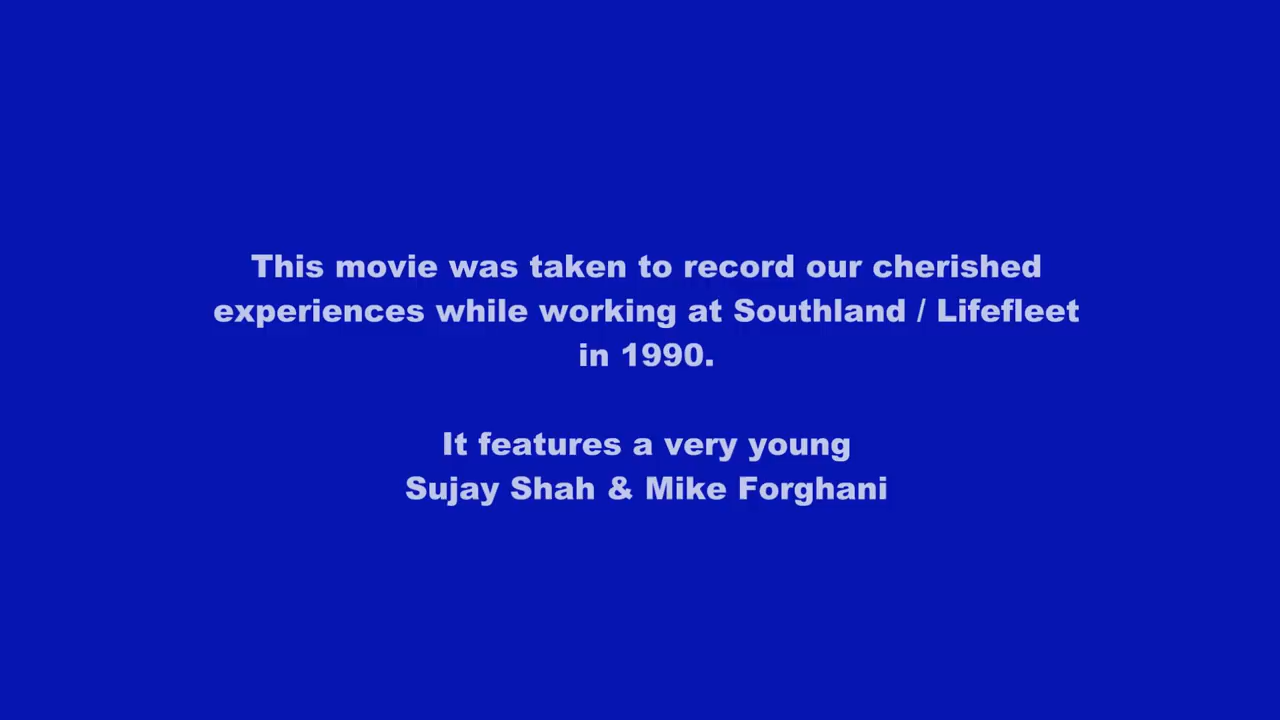 This movie was taken to record our cherished
experiences while working at Southland / Lifefleet
in 1990.
It features a very young
Sujay Shah & Mike Forghani